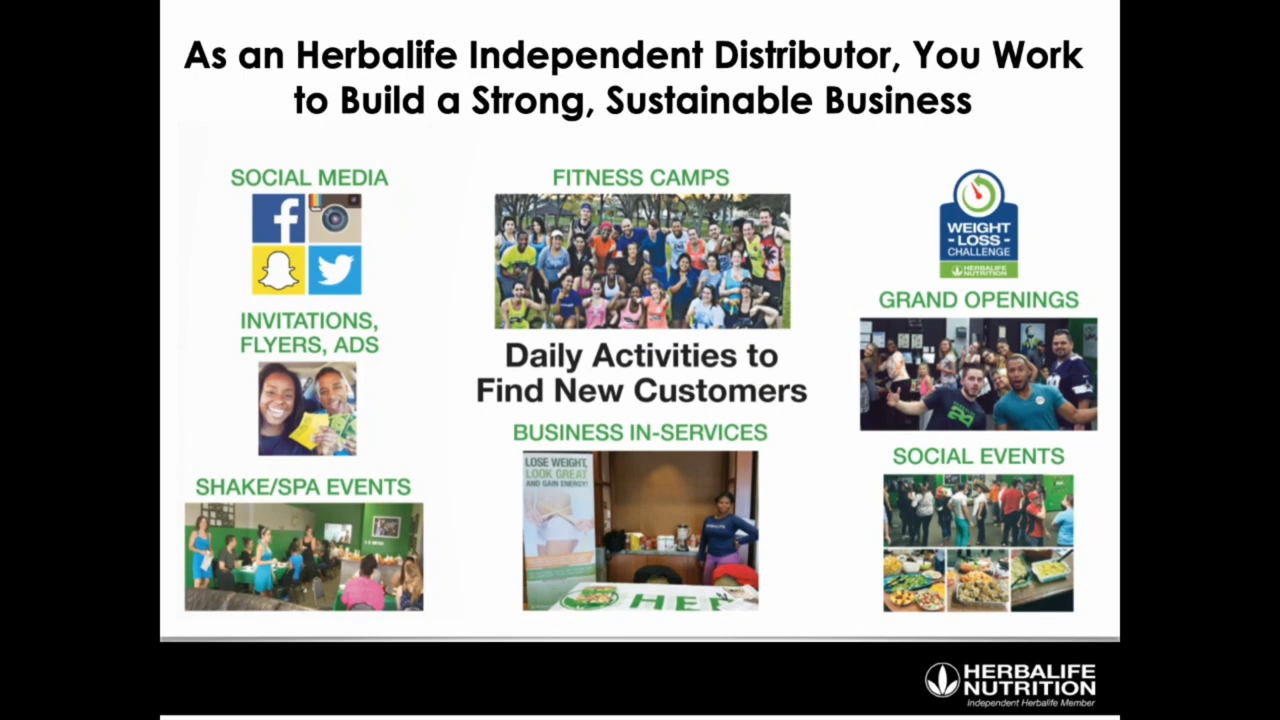 As an Herbalife Independent Distributor, You Work
to Build a Strong, Sustainable Business
SOCIAL MEDIA
INVITATIONS,
FLYERS, ADS
SHAKE/SPA EVENTS
FITNESS CAMPS
Daily Activities to
Find New Customers
BUSINESS IN-SERVICES
LOSE WEIGHT,
LOOK GREAT
AND GAIN ENERGY!
HER
WEIGHT
- LOSS -
CHALLENGE
HERBALIFE
NUTRITION
GRAND OPENINGS
SOCIAL EVENTS
HERBALIFE
NUTRITION
Independent Herbalife Member